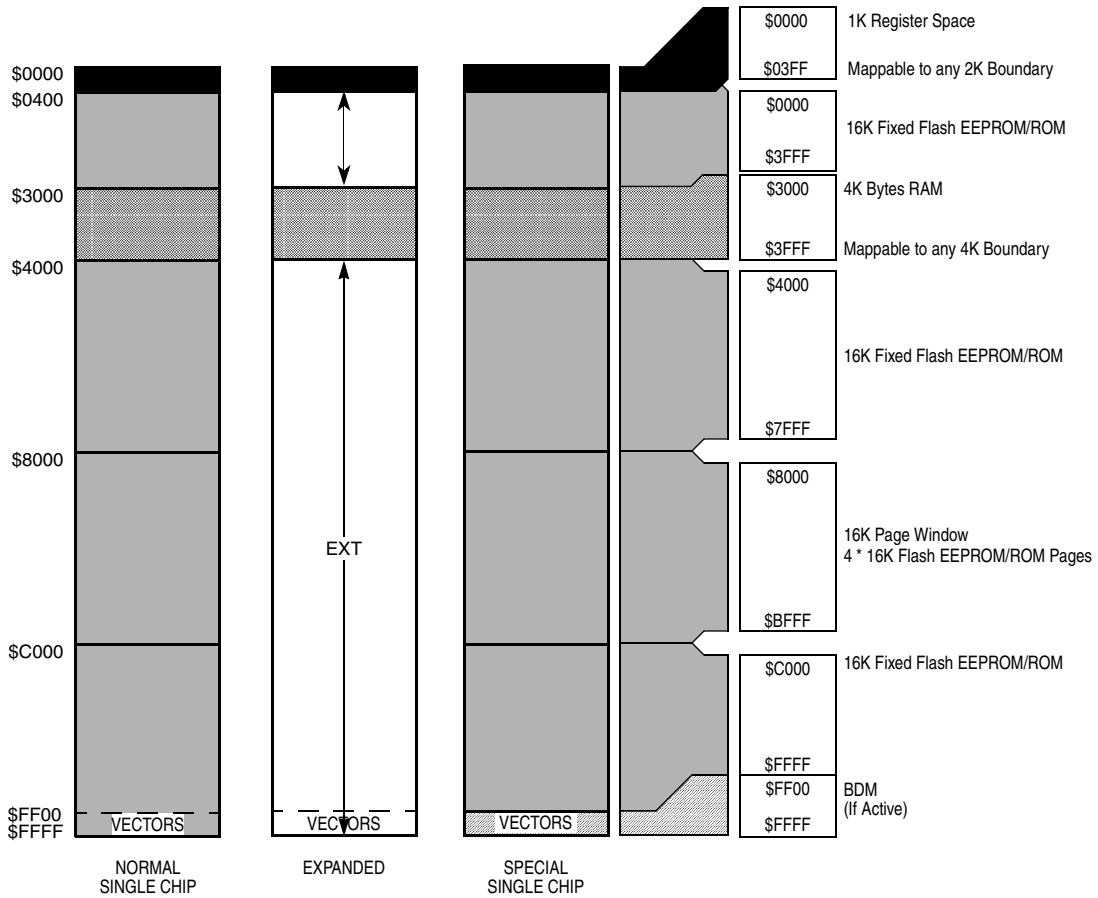 $0000
$0400
$3000
$4000
$8000
$C000
$FF00
$FFFF
VECTORS
NORMAL
SINGLE CHIP
EXT
VECTORS
EXPANDED
VECTORS
SPECIAL
SINGLE CHIP
$0000
1K Register Space
$03FF
Mappable to any 2K Boundary
$0000
16K Fixed Flash EEPROM/ROM
$3FFF
$3000
4K Bytes RAM
$3FFF
Mappable to any 4K Boundary
$4000
16K Fixed Flash EEPROM/ROM
$7FFF
$8000
16K Page Window
4 * 16K Flash EEPROM/ROM Pages
$BFFF
$C000
16K Fixed Flash EEPROM/ROM
$FFFF
$FF00
BDM
(If Active)
$FFFF